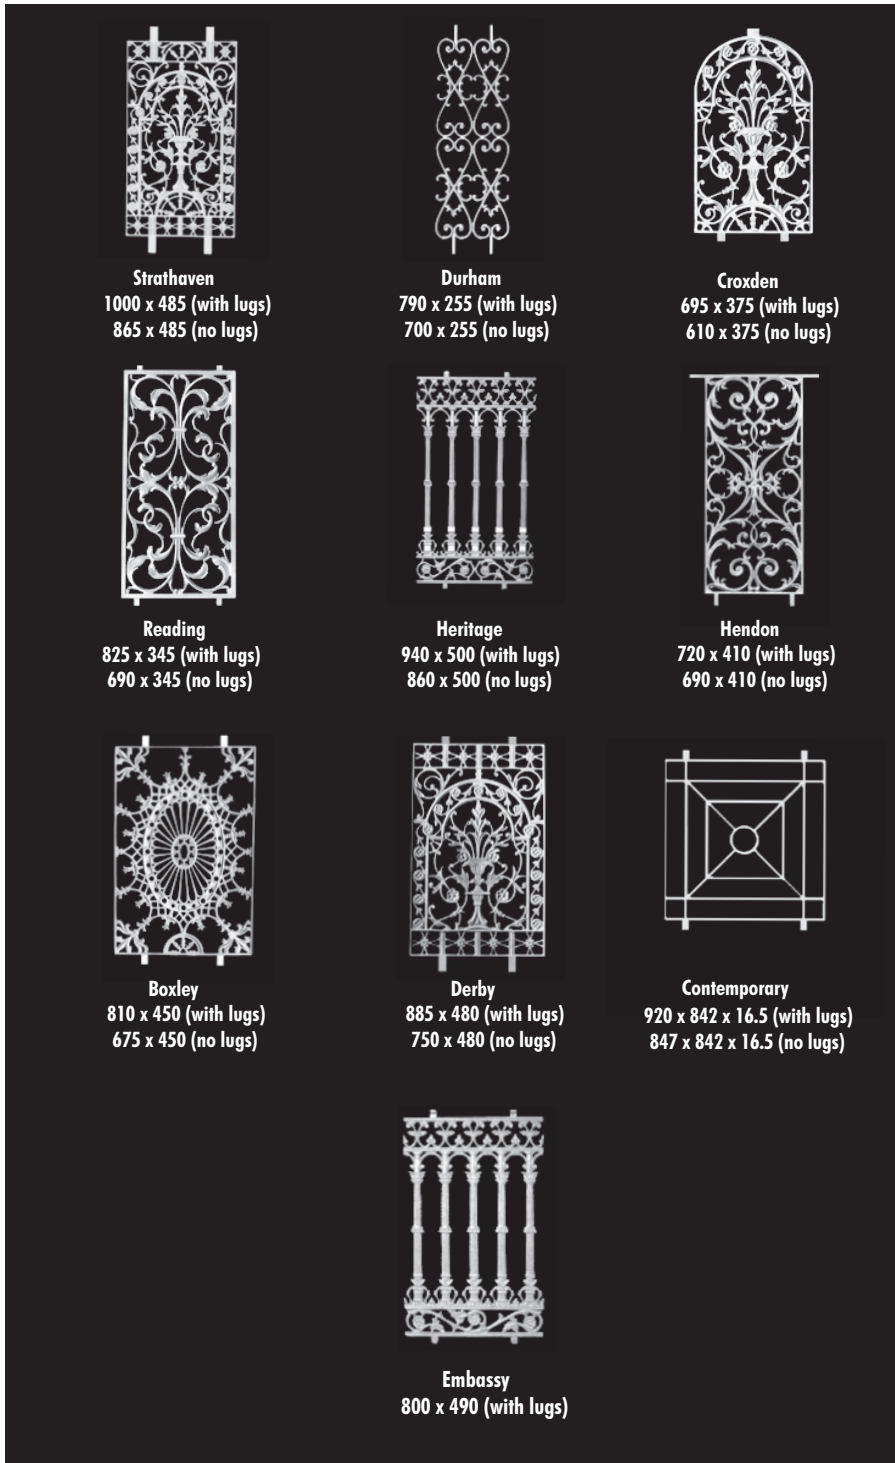 Strathaven
1000 x 485 (with lugs)
865 x 485 (no lugs)
Durham
790 x 255 (with lugs)
700 x 255 (no lugs)
Croxden
695 x 375 (with lugs)
610 x 375 (no lugs)
Reading
825 x 345 (with lugs)
690 x 345 (no lugs)
Heritage
940 x 500 (with lugs)
860 x 500 (no lugs)
Hendon
720 x 410 (with lugs)
690 x 410 (no lugs)
Boxley
810 x 450 (with lugs)
675 x 450 (no lugs)
Derby
885 x 480 (with lugs)
750 x 480 (no lugs)
Contemporary
920 x 842 x 16.5 (with lugs)
847 x 842 x 16.5 (no lugs)
Embassy
800 x 490 (with lugs)